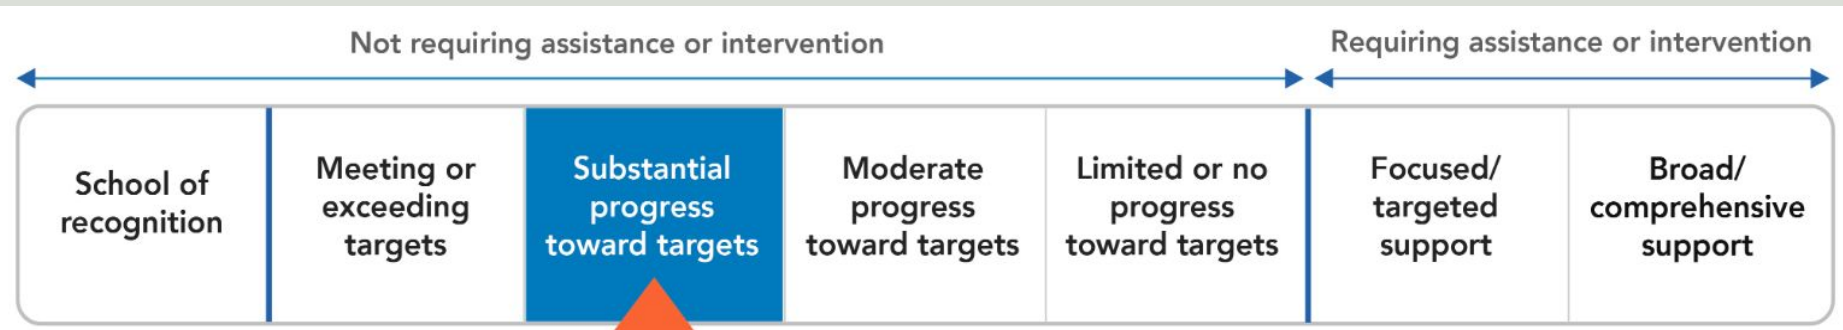 Not requiring assistance or intervention
Requiring assistance or intervention
School of
recognition
Meeting or
exceeding
targets
Substantial
progress
toward targets
Moderate
progress
toward targets
Limited or no
progress
toward targets
Focused/
targeted
support
Broad/
comprehensive
support